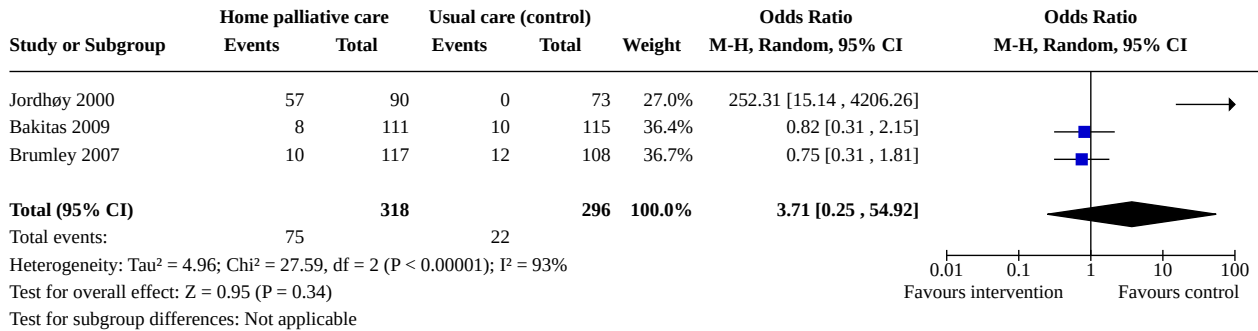 Home palliative care Usual care (control) Odds Ratio Odds Ratio
Study or Subgroup Events Total Events Total Weight M-H, Random, 95% CI M-H, Random, 95% CI
Jordhøy 2000 57 90 0 73 27.0% 252.31 [15.14 , 4206.26]
Bakitas 2009 8 111 10 115 36.4% 0.82 [0.31 , 2.15]
Brumley 2007 10 117 12 108 36.7% 0.75 [0.31 , 1.81]
Total (95% CI) 318 296 100.0% 3.71 [0.25 , 54.92]
Total events: 75 22
Heterogeneity: Tau² = 4.96; Chi² = 27.59, df = 2 (P < 0.00001); I² = 93%
0.01 0.1 1 10 100
Test for overall effect: Z = 0.95 (P = 0.34)
Favours intervention Favours control
Test for subgroup differences: Not applicable